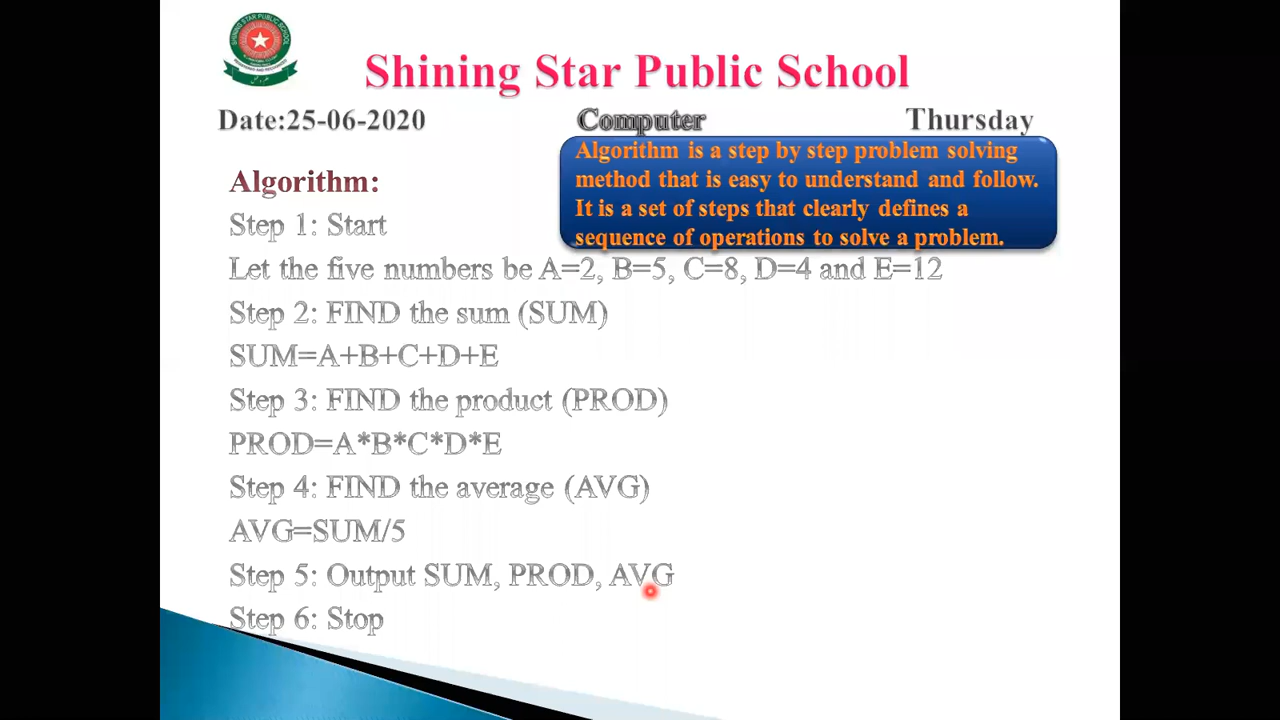 SHINING STAR PUBLIC SCHOOL
Shining Star Public School
Date:25-06-2020 Computer Thursday
Algorithm is a step by step problem solving
method that is easy to understand and follow.
It is a set of steps that clearly defines a
sequence of operations to solve a problem.
Algorithm:
Step 1: Start
Let the five numbers be A=2, B=5, C=8, D=4 and E=12
Step 2: FIND the sum (SUM)
SUM=A+B+C+D+E
Step 3: FIND the product (PROD)
PROD=A*B*C*D*E
Step 4: FIND the average (AVG)
AVG=SUM/5
Step 5: Output SUM, PROD, AVG
Step 6: Stop